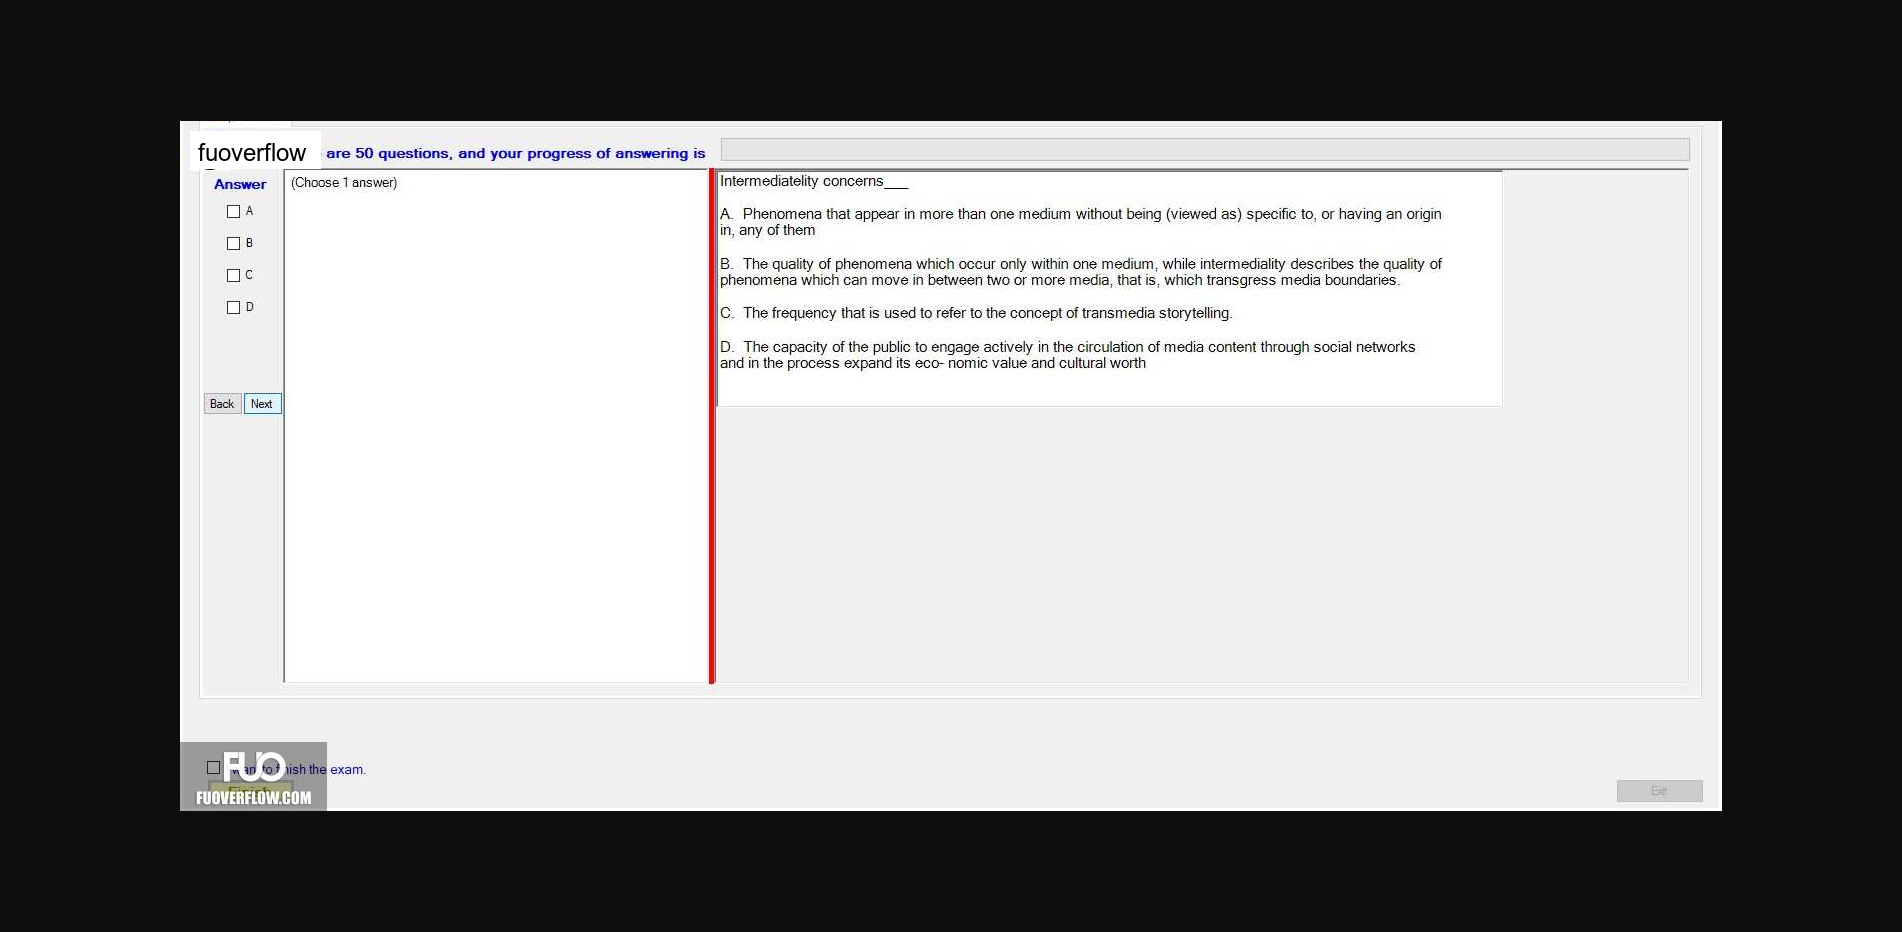 fuoverflow are 50 questions, and your progress of answering is
Answer
(Choose 1 answer)
A
B
C
D
Back Next
Intermediatelity concerns___
A. Phenomena that appear in more than one medium without being (viewed as) specific to, or having an origin
in, any of them
B. The quality of phenomena which occur only within one medium, while intermediality describes the quality of
phenomena which can move in between two or more media, that is, which transgress media boundaries.
C. The frequency that is used to refer to the concept of transmedia storytelling.
D. The capacity of the public to engage actively in the circulation of media content through social networks
and in the process expand its eco- nomic value and cultural worth
FUO
want to finish the exam.
Finish
FUOVERFLOW.COM
Exit